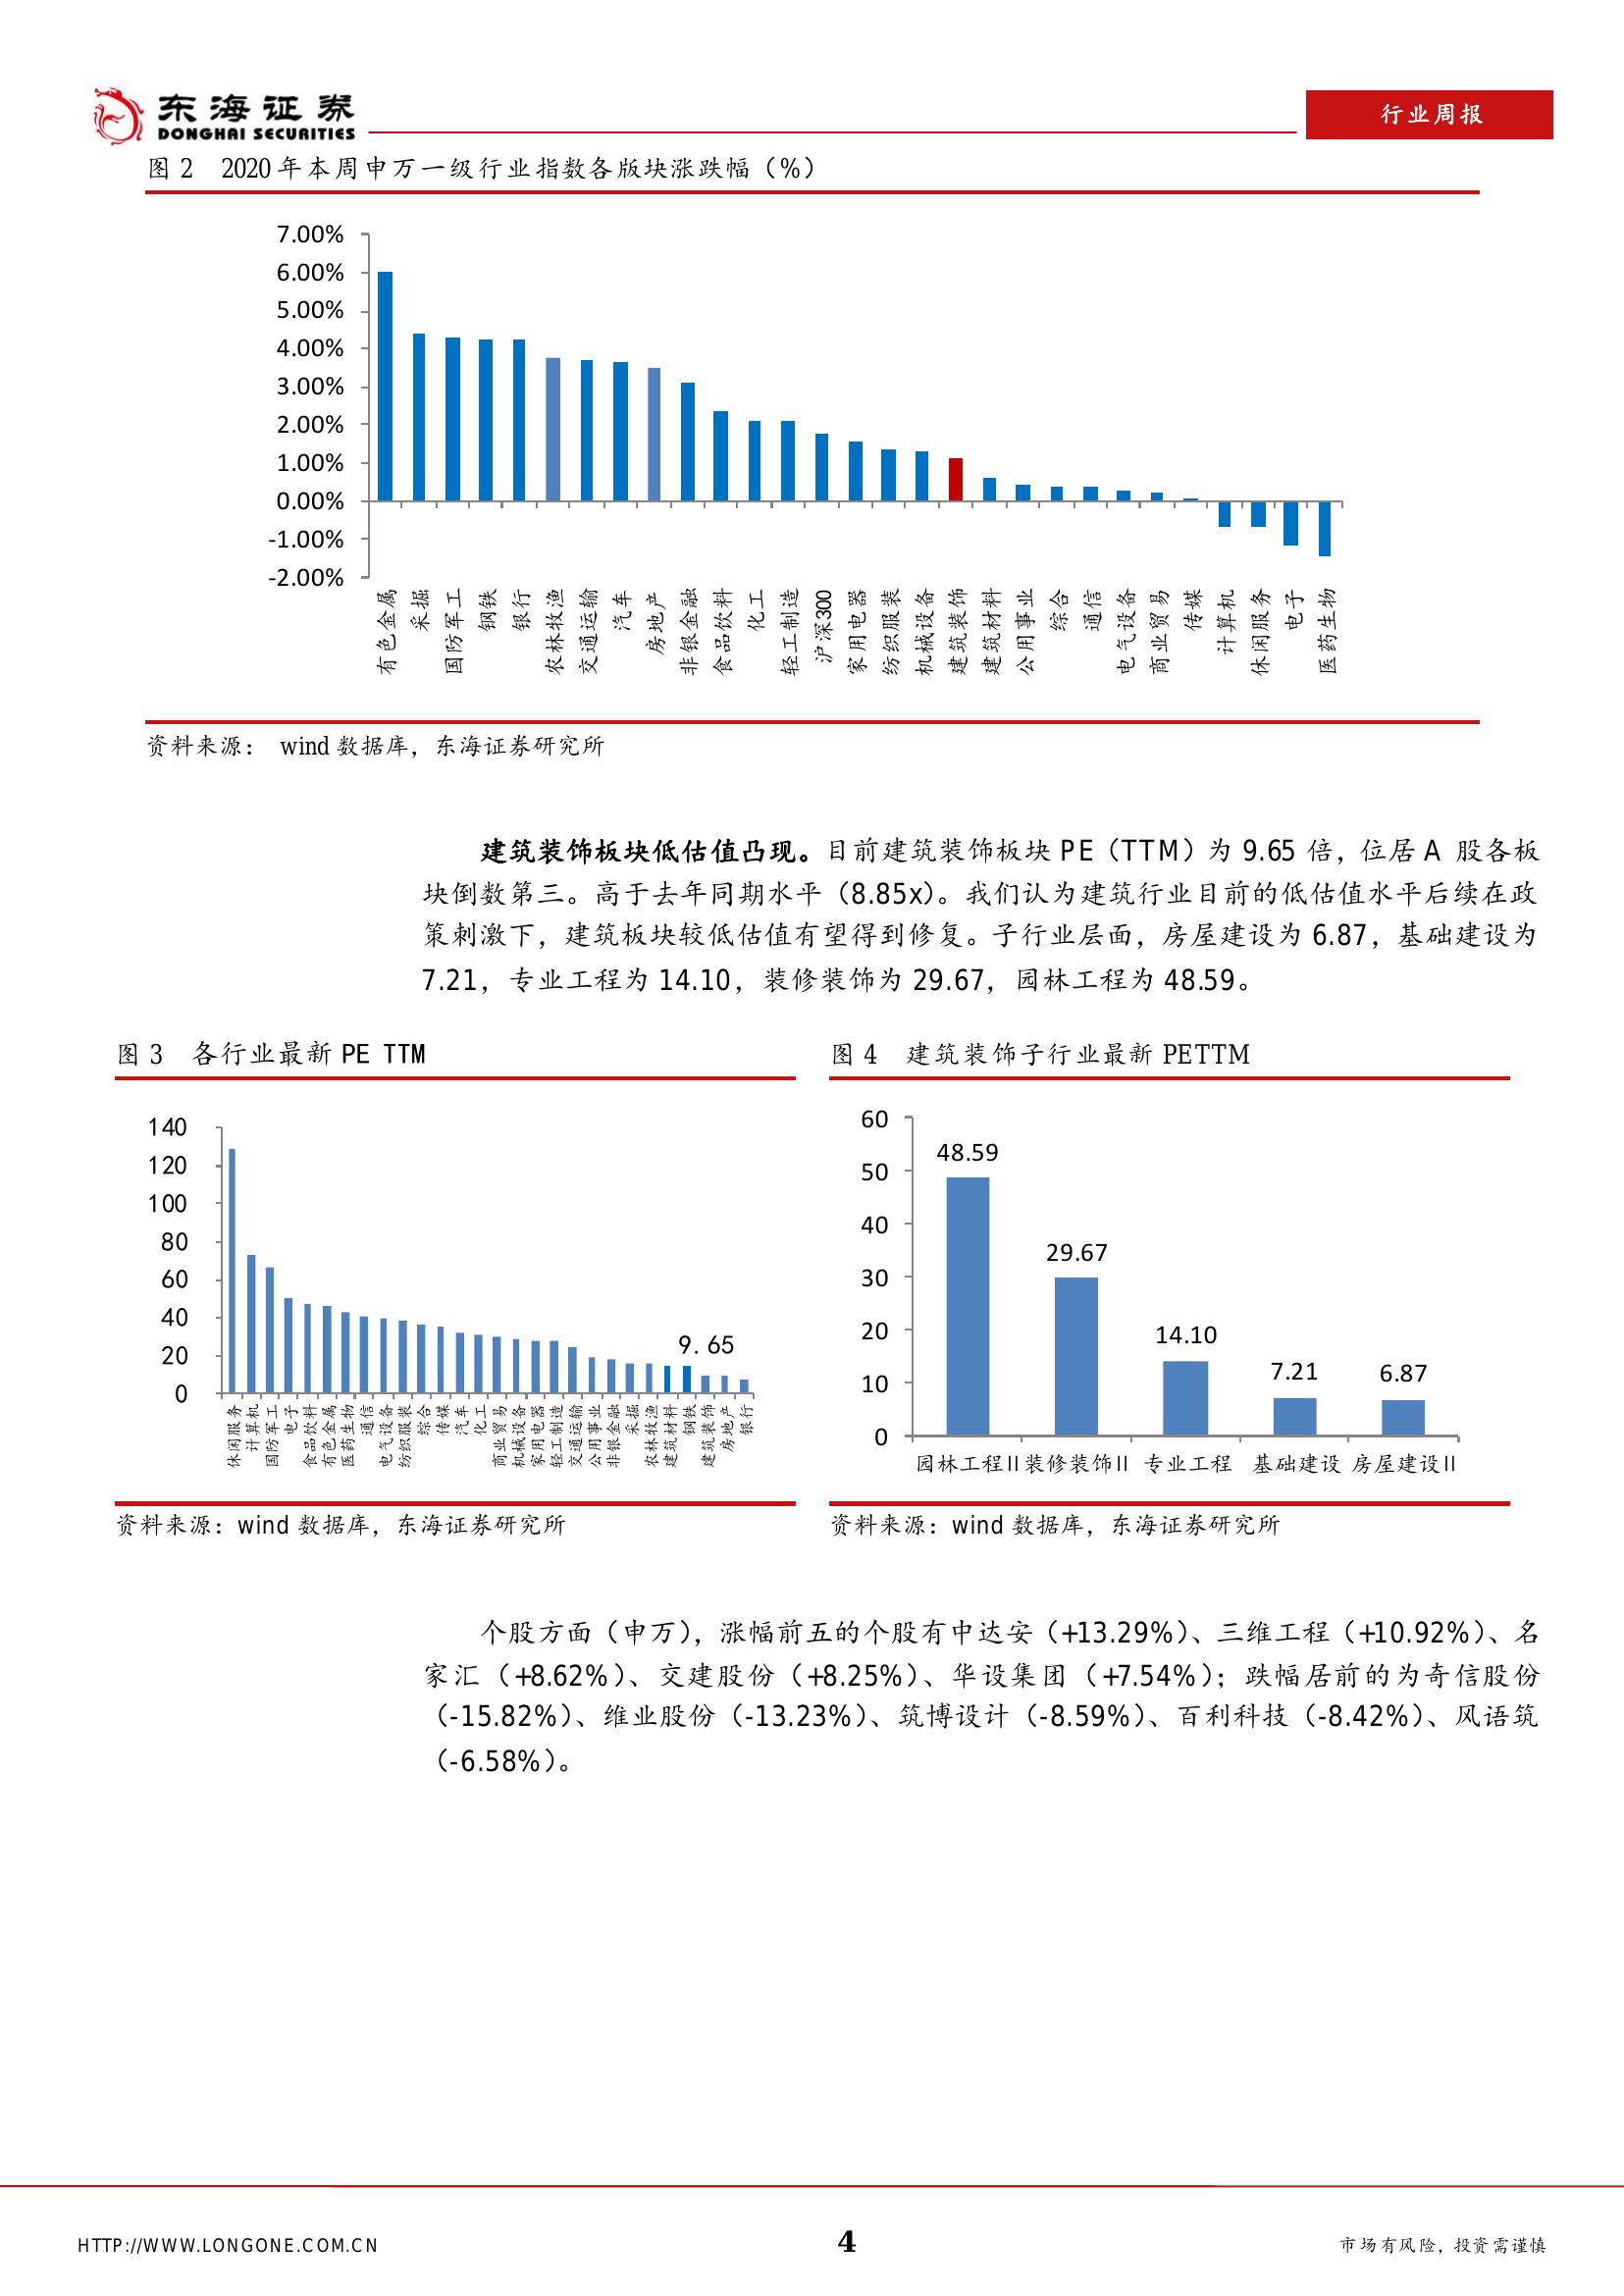 东海证券
DONGHAI SECURITIES
行业周报
图 2 2020 年本周申万一级行业指数各版块涨跌幅（%）
7.00%
6.00%
5.00%
4.00%
3.00%
2.00%
1.00%
0.00%
-1.00%
-2.00%
有色金属
采掘
国防军工
钢铁
银行
农林牧渔
交通运输
汽车
房地产
非银金融
食品饮料
化工
轻工制造
沪深300
家用电器
纺织服装
机械设备
建筑装饰
建筑材料
公用事业
综合
通信
电气设备
商业贸易
传媒
计算机
休闲服务
电子
医药生物
资料来源： wind 数据库，东海证券研究所
建筑装饰板块低估值凸现。目前建筑装饰板块 PE（TTM）为 9.65 倍，位居 A 股各板
块倒数第三。高于去年同期水平（8.85x）。我们认为建筑行业目前的低估值水平后续在政
策刺激下，建筑板块较低估值有望得到修复。子行业层面，房屋建设为 6.87，基础建设为
7.21，专业工程为 14.10，装修装饰为 29.67，园林工程为 48.59。
图 3 各行业最新 PE TTM
140
120
100
80
60
40
20
0
9.65
休闲服务
计算机
国防军工
电子
食品饮料
有色金属
医药生物
通信
电气设备
纺织服装
综合
传媒
汽车
化工
商业贸易
机械设备
家用电器
轻工制造
交通运输
公用事业
非银金融
采掘
农林牧渔
建筑材料
钢铁
建筑装饰
房地产
银行
资料来源：wind 数据库，东海证券研究所
图 4 建筑装饰子行业最新 PETTM
60
50
40
30
20
10
0
48.59
29.67
14.10
7.21
6.87
园林工程II 装修装饰II 专业工程 基础建设 房屋建设II
资料来源：wind 数据库，东海证券研究所
个股方面（申万），涨幅前五的个股有中达安（+13.29%）、三维工程（+10.92%）、名
家汇（+8.62%）、交建股份（+8.25%）、华设集团（+7.54%）；跌幅居前的为奇信股份
（-15.82%）、维业股份（-13.23%）、筑博设计（-8.59%）、百利科技（-8.42%）、风语筑
（-6.58%）。
HTTP://WWW.LONGONE.COM.CN
4
市场有风险，投资需谨慎